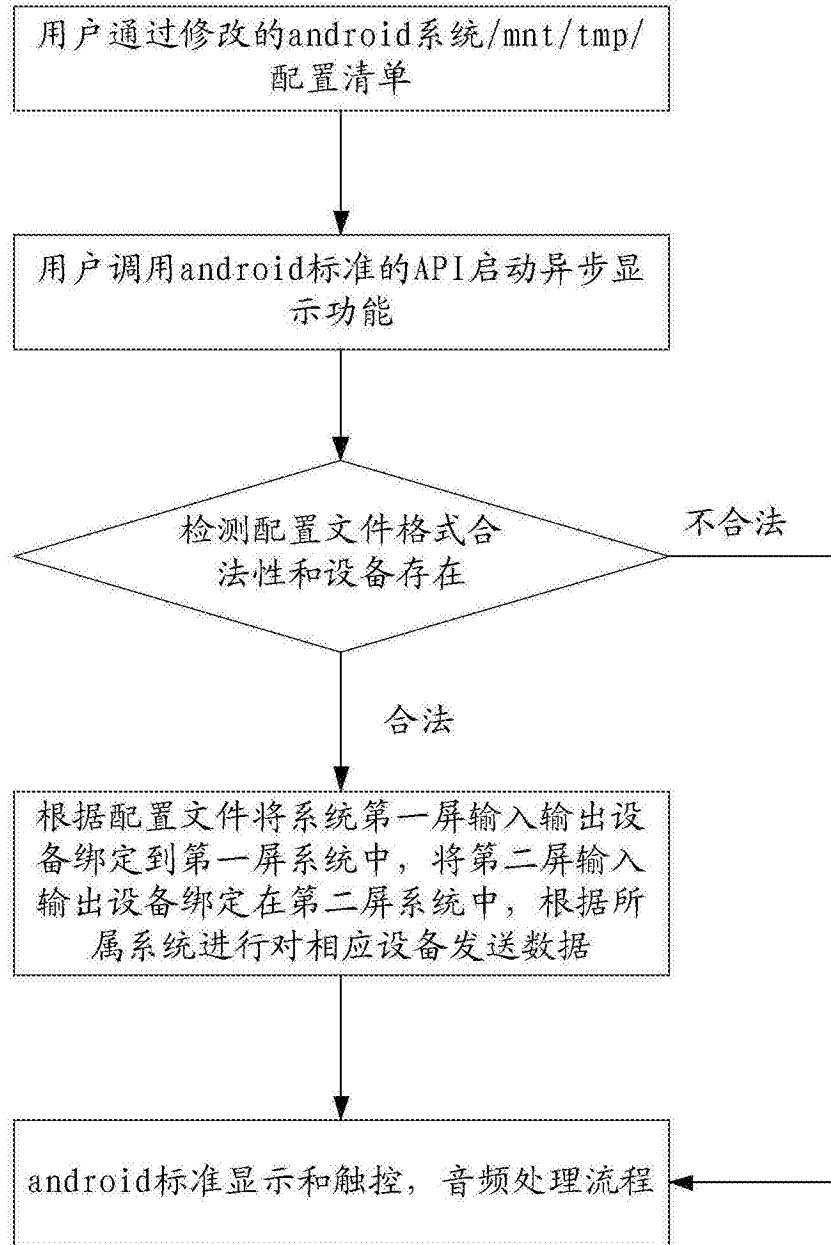 用户通过修改的android系统/mnt/tmp/
配置清单
用户调用android标准的API启动异步显
示功能
检测配置文件格式合
法性和设备存在
不合法
合法
根据配置文件将系统第一屏输入输出设
备绑定到第一屏系统中，将第二屏输入
输出设备绑定在第二屏系统中，根据所
属系统进行对相应设备发送数据
android标准显示和触控，音频处理流程